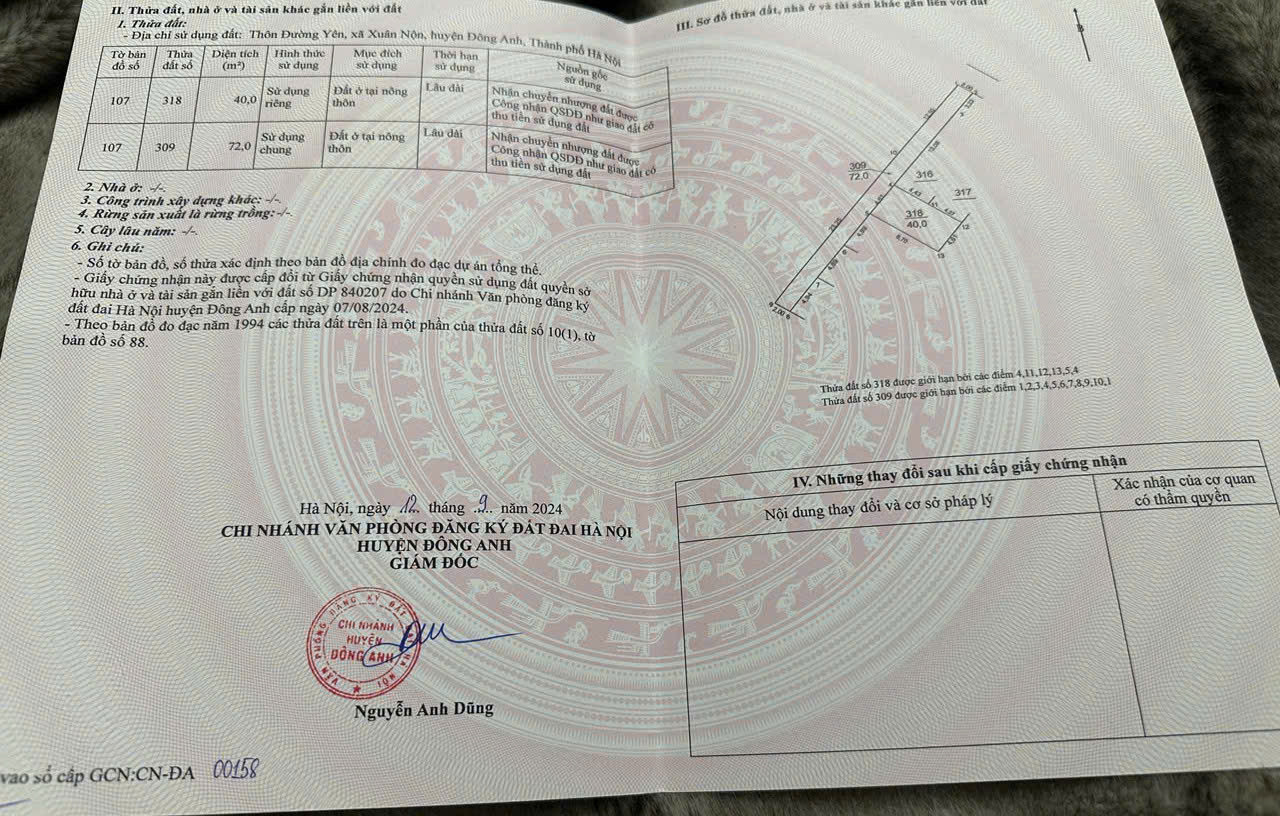 II. Thửa đất, nhà ở và tài sản khác gắn liền với đất
1. Thửa đất:
- Địa chỉ sử dụng đất: Thôn Đường Yên, xã Xuân Nộn, huyện Đông Anh, Thành phố Hà Nội
Tờ bản đồ số | Thửa đất số | Diện tích (m²) | Hình thức sử dụng | Mục đích sử dụng | Thời hạn sử dụng | Nguồn gốc sử dụng
107 | 318 | 40,0 | Sử dụng riêng | Đất ở tại nông thôn | Lâu dài | Nhận chuyển nhượng đất được Công nhận QSDĐ như giao đất có thu tiền sử dụng đất
107 | 309 | 72,0 | Sử dụng chung | Đất ở tại nông thôn | Lâu dài | Nhận chuyển nhượng đất được Công nhận QSDĐ như giao đất có thu tiền sử dụng đất
2. Nhà ở: -/-.
3. Công trình xây dựng khác: -/-.
4. Rừng sản xuất là rừng trồng:-/-.
5. Cây lâu năm: -/-.
6. Ghi chú:
- Số tờ bản đồ, số thửa xác định theo bản đồ địa chính đo đạc dự án tổng thể.
- Giấy chứng nhận này được cấp đổi từ Giấy chứng nhận quyền sử dụng đất quyền sở
hữu nhà ở và tài sản gắn liền với đất số DP 840207 do Chi nhánh Văn phòng đăng ký
đất đai Hà Nội huyện Đông Anh cấp ngày 07/08/2024.
- Theo bản đồ đo đạc năm 1994 các thửa đất trên là một phần của thửa đất số 10(1), tờ
bản đồ số 88.
Hà Nội, ngày 12 tháng 9 năm 2024
CHI NHÁNH VĂN PHÒNG ĐĂNG KÝ ĐẤT ĐAI HÀ NỘI
HUYỆN ĐÔNG ANH
GIÁM ĐỐC
VĂN PHÒNG ĐĂNG KÝ ĐẤT ĐAI HÀ NỘI
CHI NHÁNH
HUYỆN
ĐÔNG ANH
Nguyễn Anh Dũng
vào sổ cấp GCN:CN-ĐA 00158
III. Sơ đồ thửa đất, nhà ở và tài sản khác gắn liền với đất
B
309
72,0
316
317
318
40,0
12
13
8,70
4,94
2,00
Thửa đất số 318 được giới hạn bởi các điểm 4,11,12,13,5,4
Thửa đất số 309 được giới hạn bởi các điểm 1,2,3,4,5,6,7,8,9,10,1
IV. Những thay đổi sau khi cấp giấy chứng nhận
Nội dung thay đổi và cơ sở pháp lý | Xác nhận của cơ quan có thẩm quyền